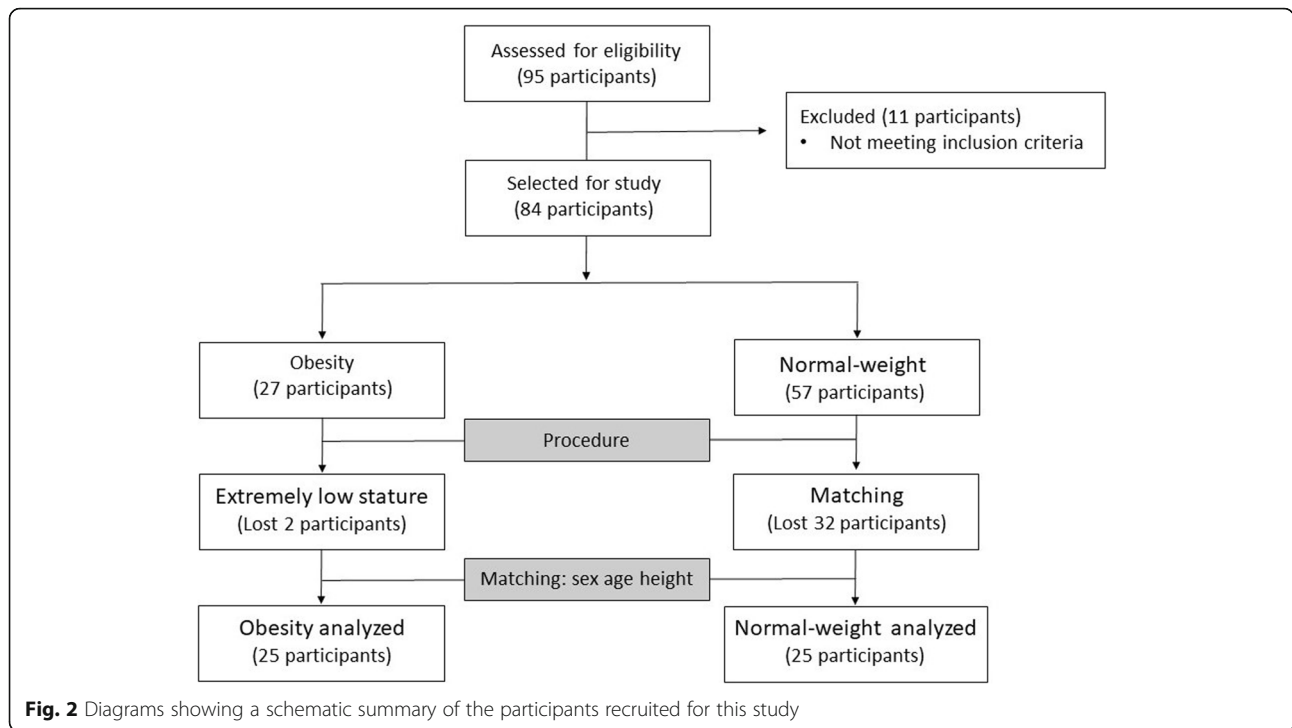 Assessed for eligibility
(95 participants)
Excluded (11 participants)
• Not meeting inclusion criteria
Selected for study
(84 participants)
Obesity
(27 participants)
Normal-weight
(57 participants)
Procedure
Extremely low stature
(Lost 2 participants)
Matching
(Lost 32 participants)
Matching: sex age height
Obesity analyzed
(25 participants)
Normal-weight analyzed
(25 participants)
Fig. 2 Diagrams showing a schematic summary of the participants recruited for this study